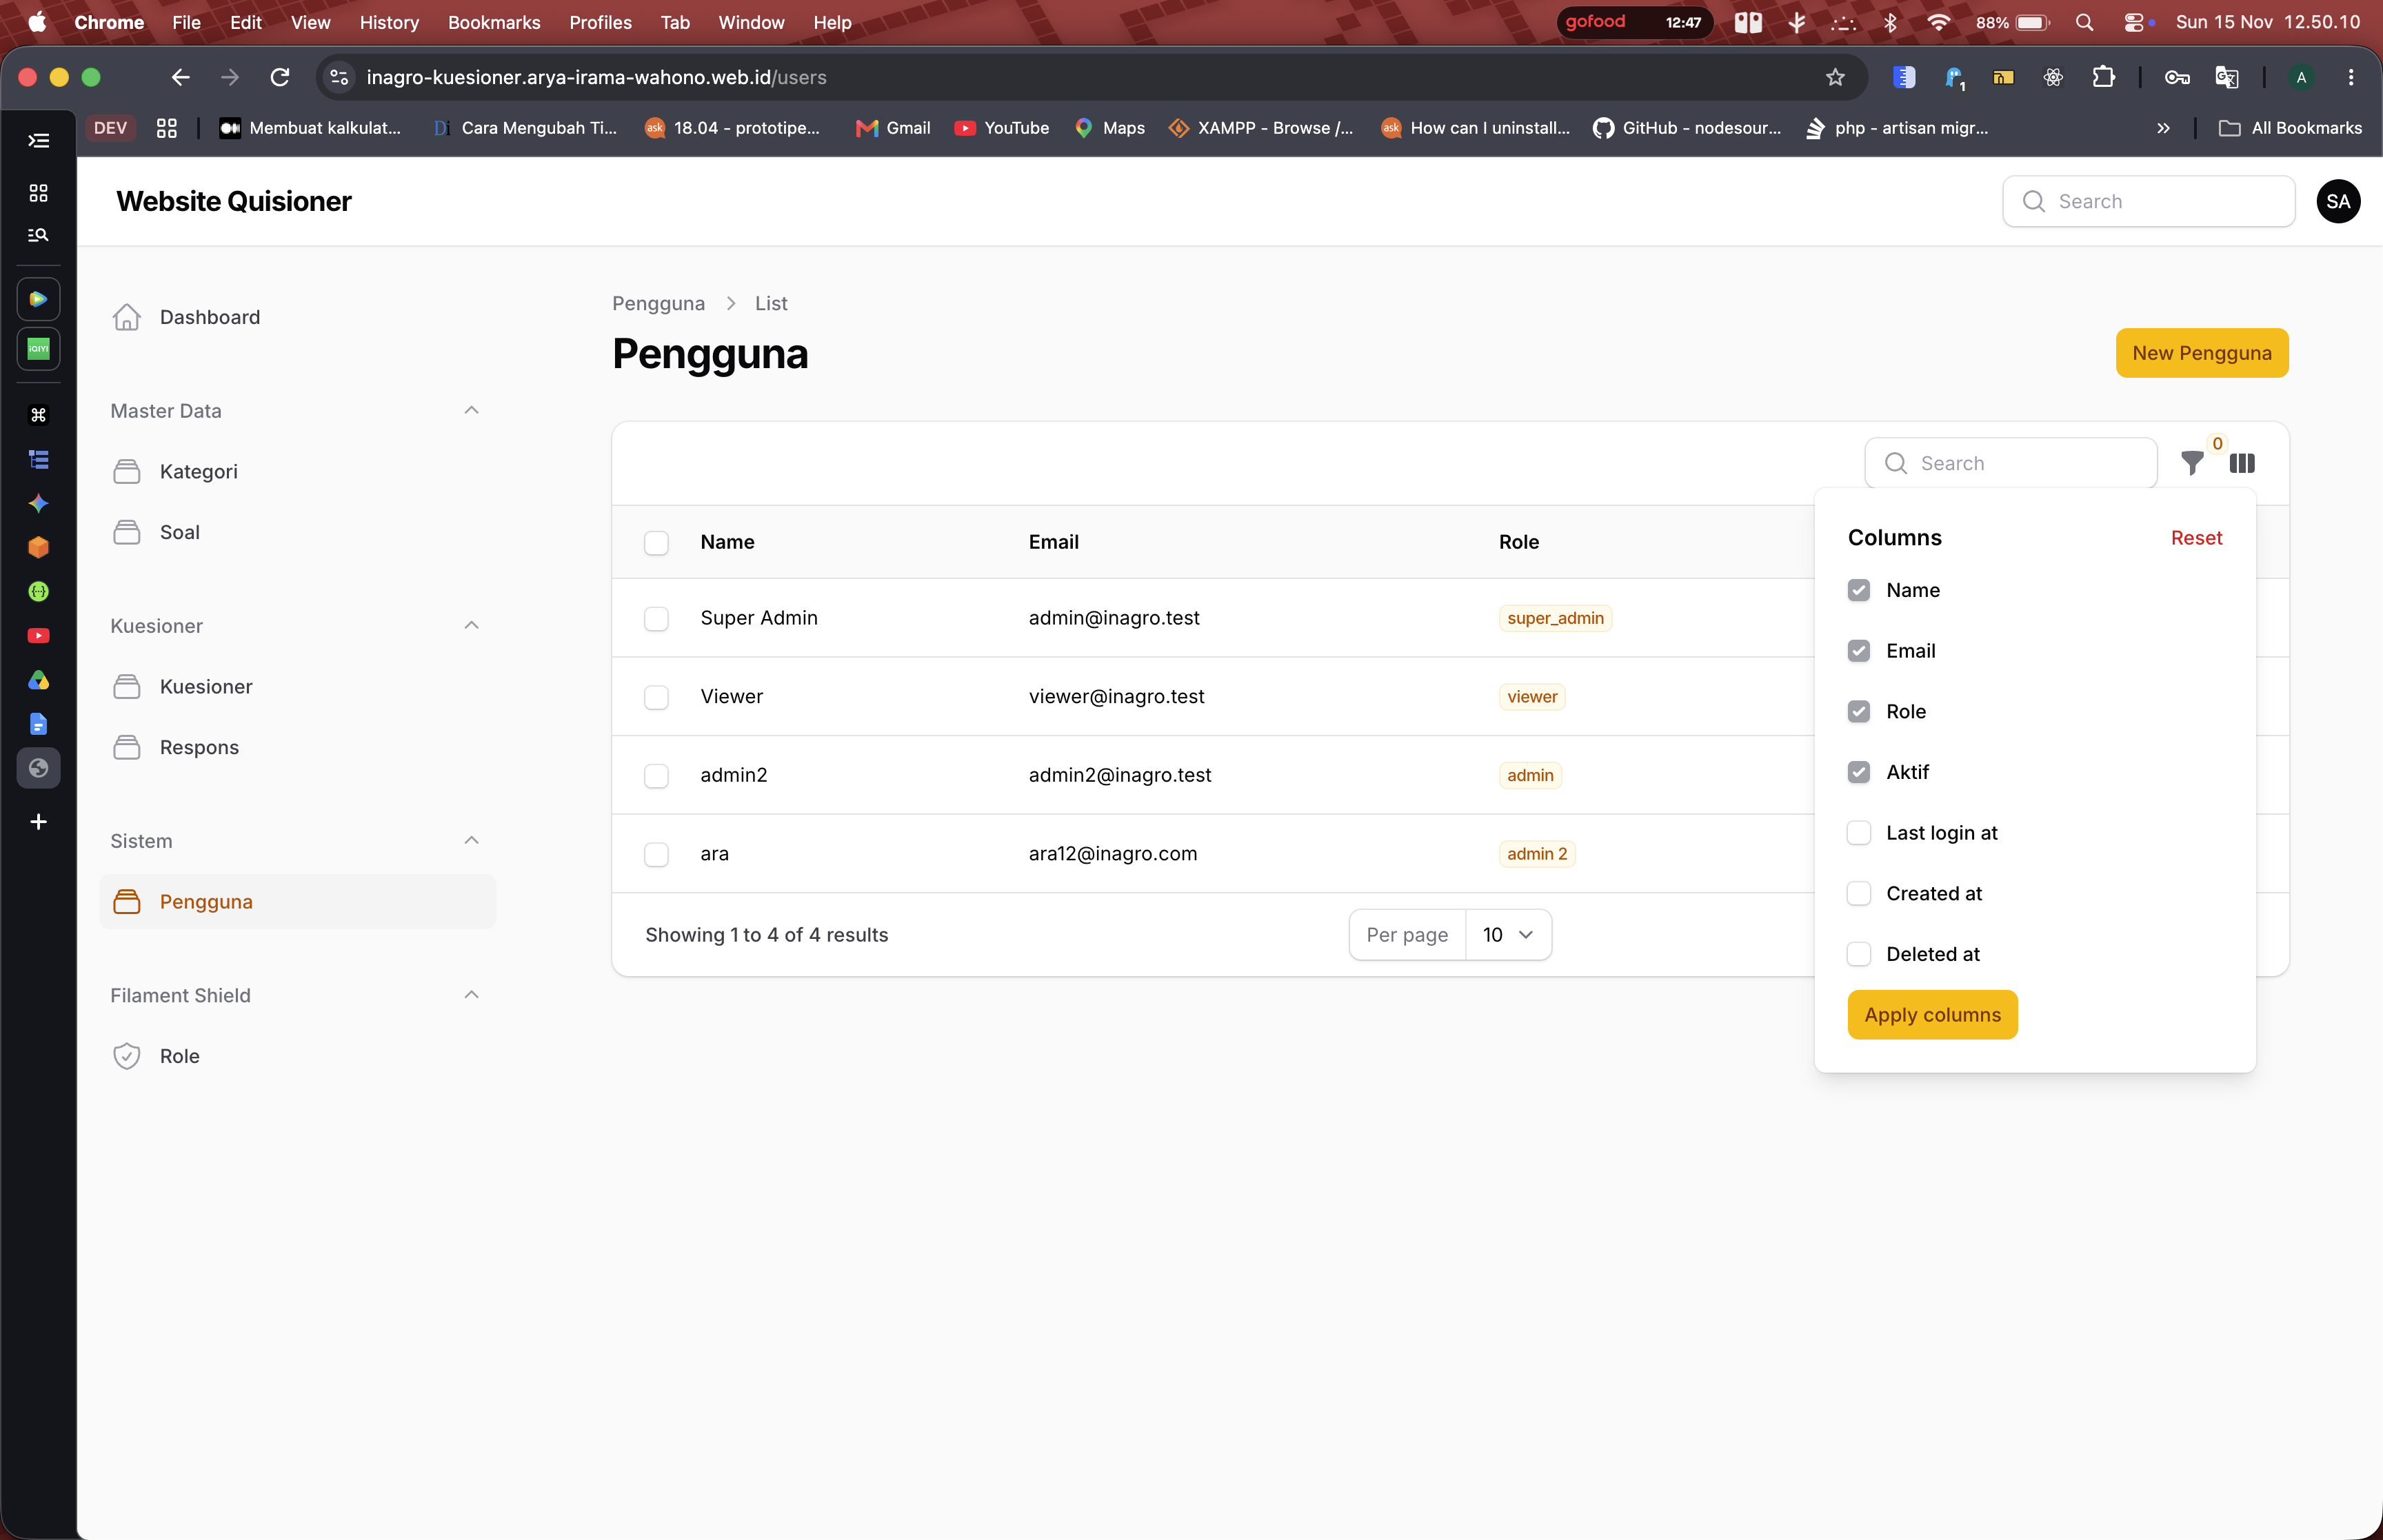 Chrome File Edit View History Bookmarks Profiles Tab Window Help gofood 12:47 88% Sun 15 Nov 12.50.10
inagro-kuesioner.arya-irama-wahono.web.id/users 1 A
DEV Membuat kalkulat... Di Cara Mengubah Ti... ask 18.04 - prototipe... Gmail YouTube Maps XAMPP - Browse /... ask How can I uninstall... GitHub - nodesour... php - artisan migr... » All Bookmarks
iQIYI
Website Quisioner
Search
SA
Dashboard
Master Data
Kategori
Soal
Kuesioner
Kuesioner
Respons
Sistem
Pengguna
Filament Shield
Role
Pengguna > List
Pengguna
New Pengguna
Search
0
Name Email Role
Super Admin admin@inagro.test super_admin
Viewer viewer@inagro.test viewer
admin2 admin2@inagro.test admin
ara ara12@inagro.com admin 2
Showing 1 to 4 of 4 results
Per page 10
Columns Reset
Name
Email
Role
Aktif
Last login at
Created at
Deleted at
Apply columns